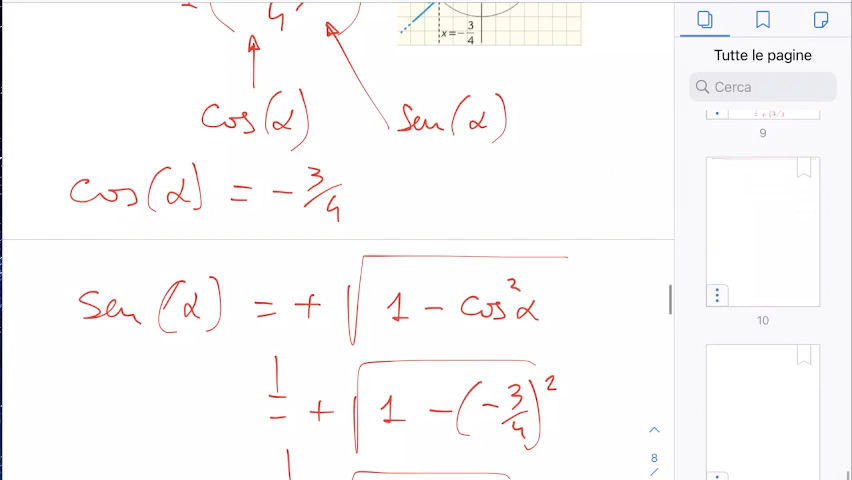 4
x=-3/4
cos(α) sen(α)
cos(α) = - 3/4
sen(α) = + √1 - cos²α
= + √1 - (-3/4)²
8
Tutte le pagine
Cerca
9
10